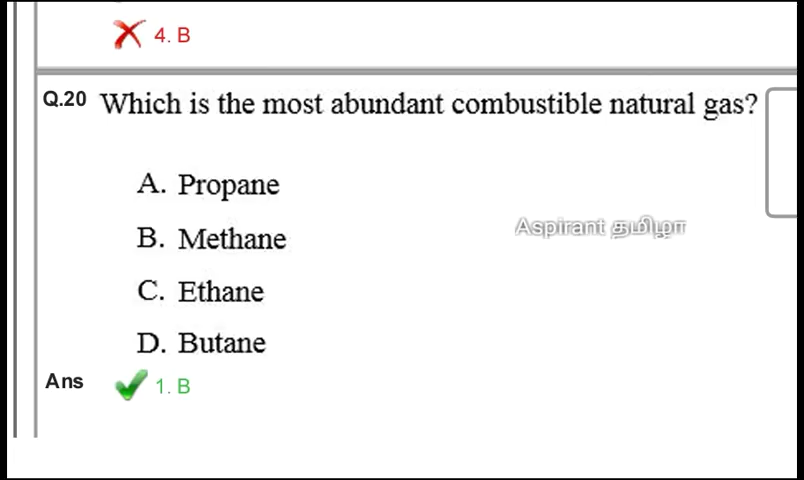 4. B
Q.20 Which is the most abundant combustible natural gas?
A. Propane
B. Methane
Aspirant தமிழா
C. Ethane
D. Butane
Ans 1. B